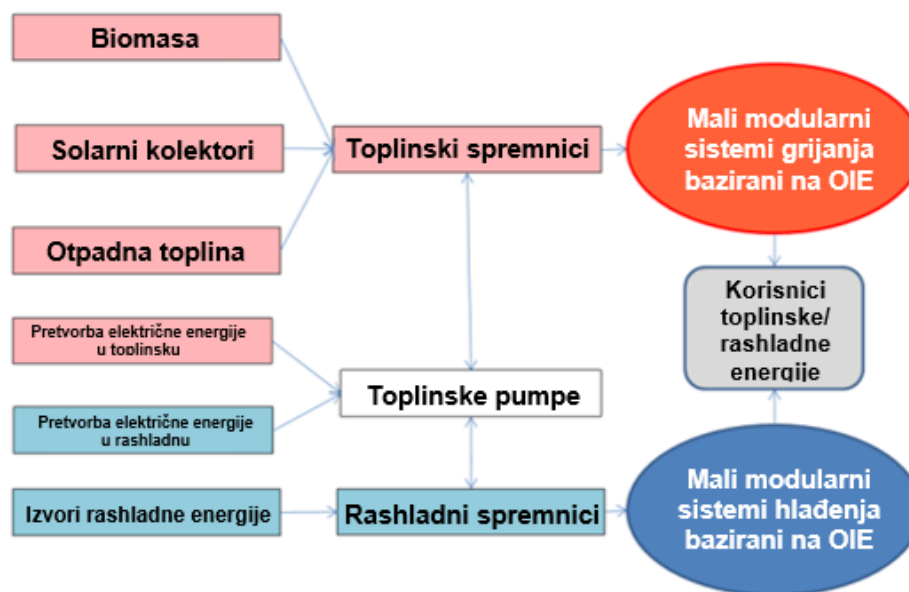 Biomasa
Solarni kolektori
Otpadna toplina
Pretvorba električne energije
u toplinsku
Pretvorba električne energije
u rashladnu
Izvori rashladne energije
Toplinski spremnici
Toplinske pumpe
Rashladni spremnici
Mali modularni
sistemi grijanja
bazirani na OIE
Korisnici
toplinske/
rashladne
energije
Mali modularni
sistemi hlađenja
bazirani na OIE